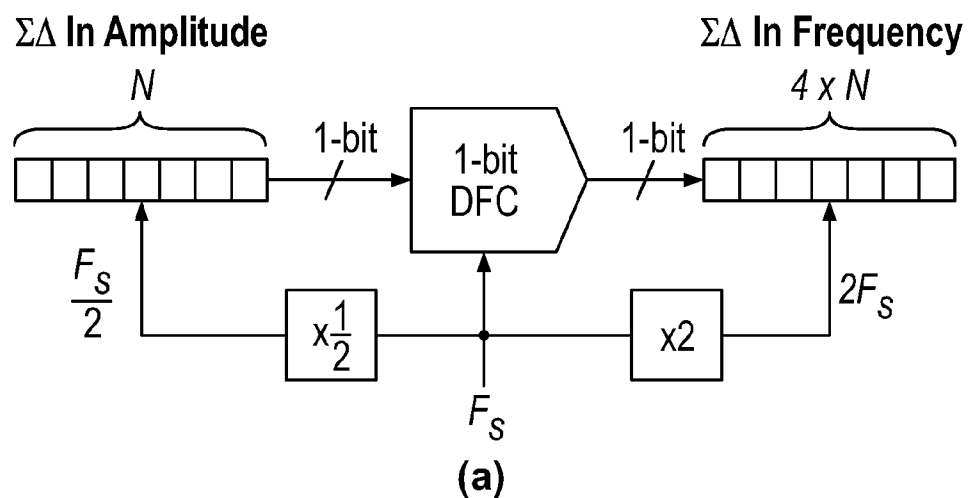 ΣΔ In Amplitude
ΣΔ In Frequency
N
4 x N
1-bit
1-bit
DFC
1-bit
F_S/2
x1/2
x2
2F_S
F_S
(a)